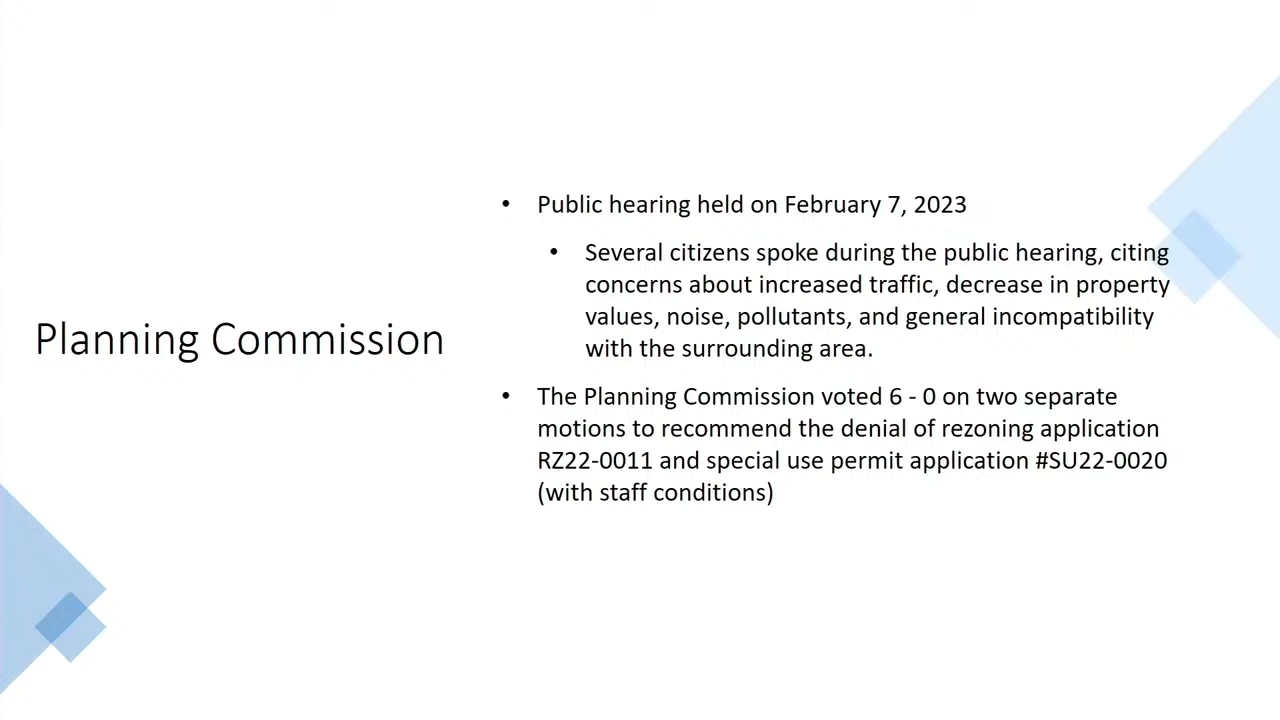 Planning Commission
• Public hearing held on February 7, 2023
• Several citizens spoke during the public hearing, citing
concerns about increased traffic, decrease in property
values, noise, pollutants, and general incompatibility
with the surrounding area.
• The Planning Commission voted 6 - 0 on two separate
motions to recommend the denial of rezoning application
RZ22-0011 and special use permit application #SU22-0020
(with staff conditions)